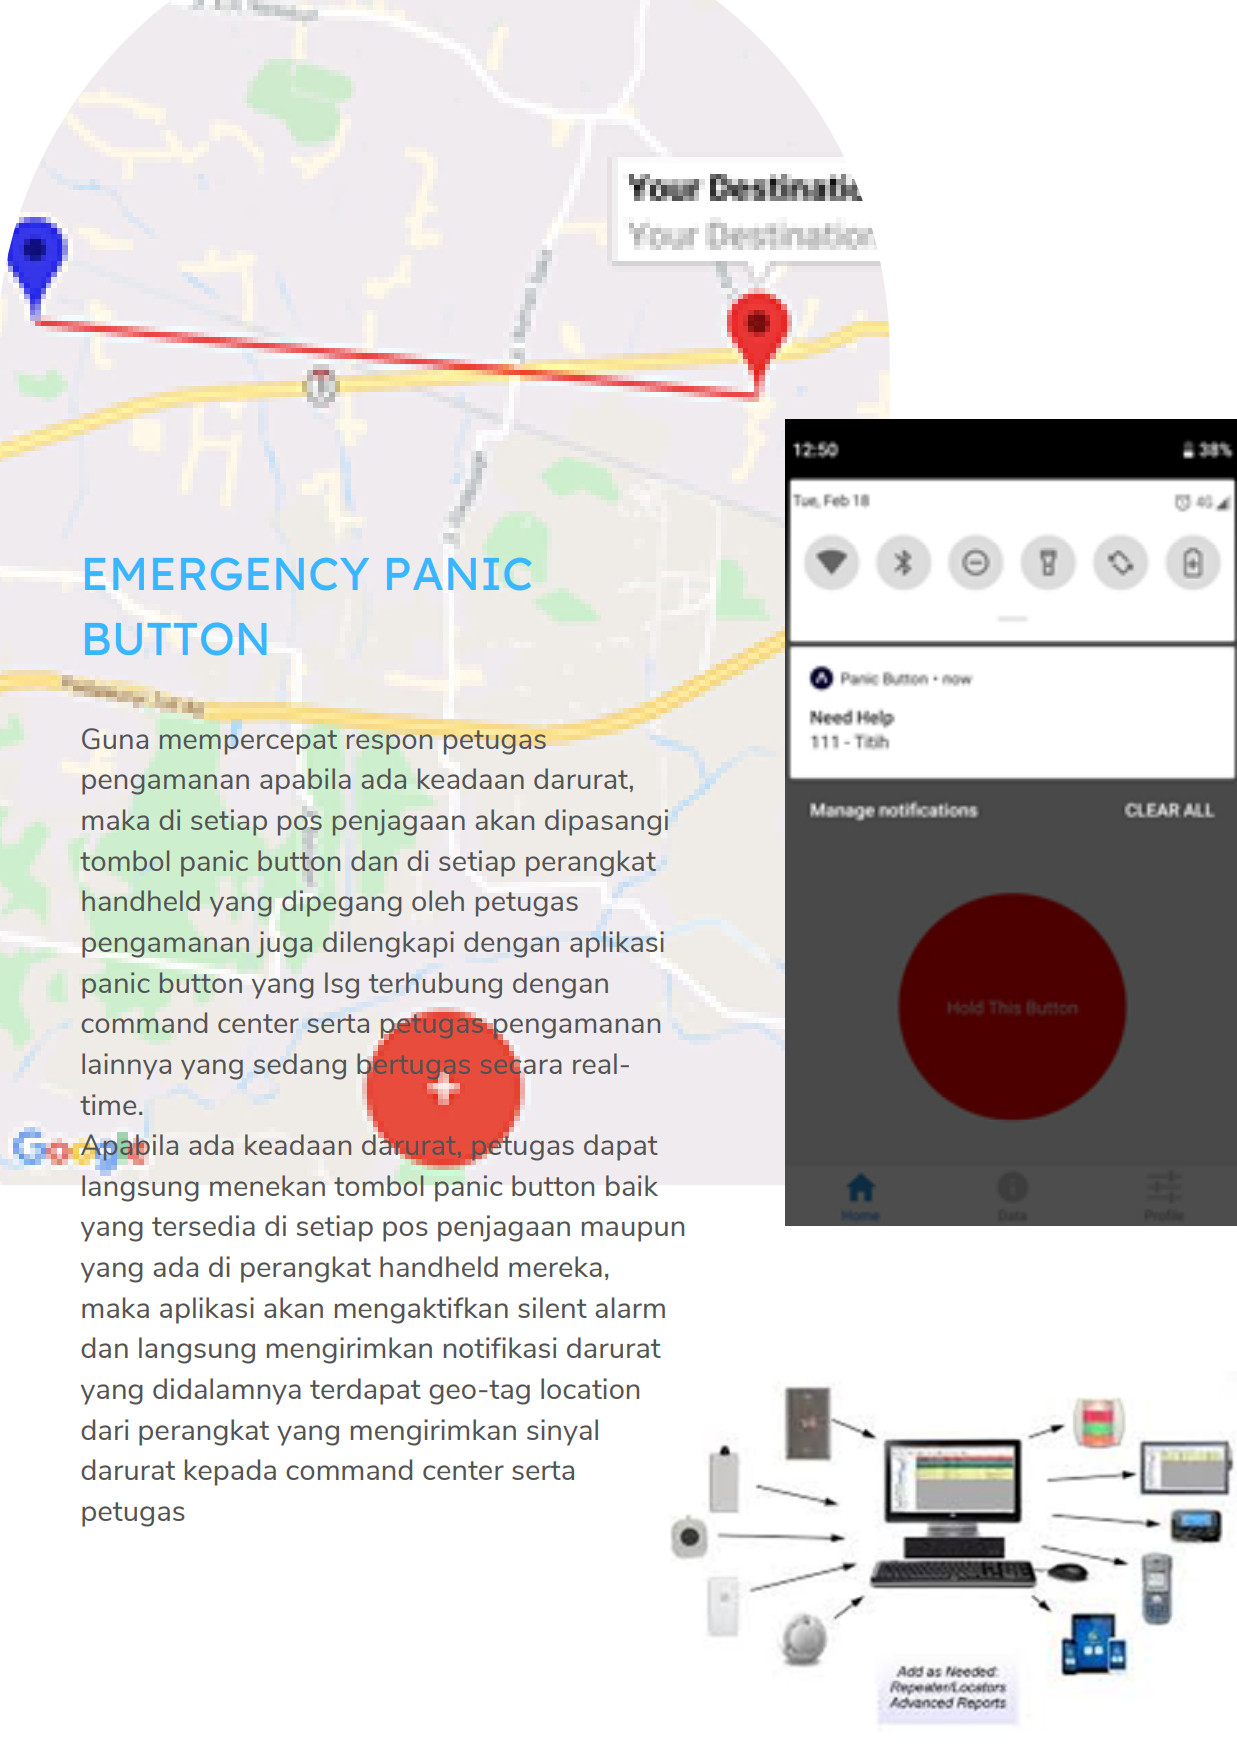 Your Destinatic
Your Destination
12:50
38%
Tue, Feb 18
4G
EMERGENCY PANIC
BUTTON
Panic Button • now
Need Help
111 - Titih
Manage notifications
CLEAR ALL
Hold This Button
Home
Data
Profile
Guna mempercepat respon petugas
pengamanan apabila ada keadaan darurat,
maka di setiap pos penjagaan akan dipasangi
tombol panic button dan di setiap perangkat
handheld yang dipegang oleh petugas
pengamanan juga dilengkapi dengan aplikasi
panic button yang lsg terhubung dengan
command center serta petugas pengamanan
lainnya yang sedang bertugas secara real-
time.
Apabila ada keadaan darurat, petugas dapat
langsung menekan tombol panic button baik
yang tersedia di setiap pos penjagaan maupun
yang ada di perangkat handheld mereka,
maka aplikasi akan mengaktifkan silent alarm
dan langsung mengirimkan notifikasi darurat
yang didalamnya terdapat geo-tag location
dari perangkat yang mengirimkan sinyal
darurat kepada command center serta
petugas
Google
Add as Needed:
Repeater/Locators
Advanced Reports